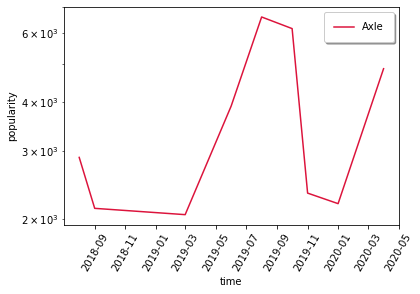 Axle
6 × 10³
4 × 10³
3 × 10³
2 × 10³
popularity
2018-09
2018-11
2019-01
2019-03
2019-05
2019-07
2019-09
2019-11
2020-01
2020-03
2020-05
time